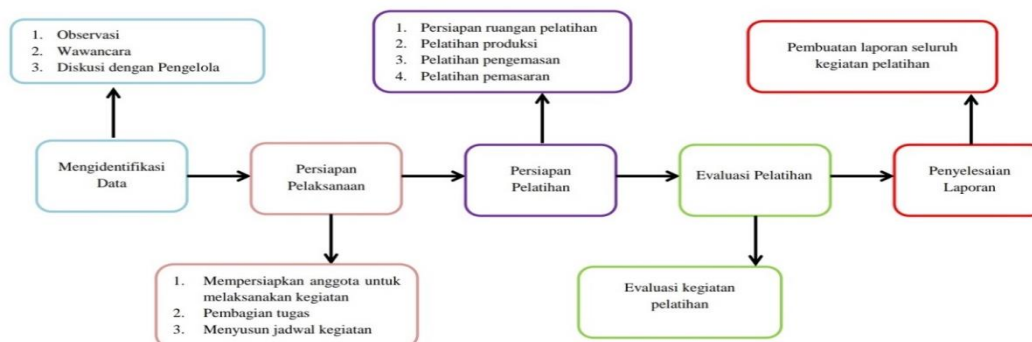 1. Observasi
2. Wawancara
3. Diskusi dengan Pengelola
1. Persiapan ruangan pelatihan
2. Pelatihan produksi
3. Pelatihan pengemasan
4. Pelatihan pemasaran
Pembuatan laporan seluruh
kegiatan pelatihan
Mengidentifikasi
Data
Persiapan
Pelaksanaan
Persiapan
Pelatihan
Evaluasi Pelatihan
Penyelesaian
Laporan
1. Mempersiapkan anggota untuk
melaksanakan kegiatan
2. Pembagian tugas
3. Menyusun jadwal kegiatan
Evaluasi kegiatan
pelatihan